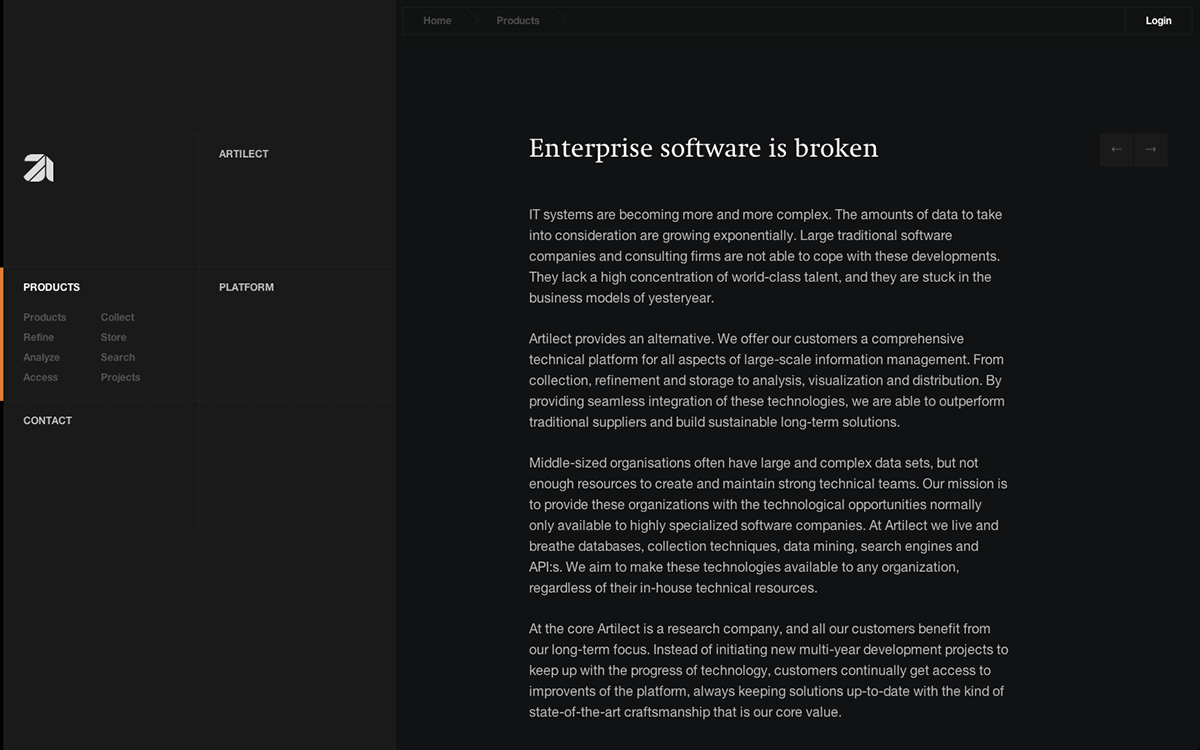 Home
Products
Login
ARTILECT
PRODUCTS
Products
Collect
Refine
Store
Analyze
Search
Access
Projects
PLATFORM
CONTACT
Enterprise software is broken
IT systems are becoming more and more complex. The amounts of data to take
into consideration are growing exponentially. Large traditional software
companies and consulting firms are not able to cope with these developments.
They lack a high concentration of world-class talent, and they are stuck in the
business models of yesteryear.
Artilect provides an alternative. We offer our customers a comprehensive
technical platform for all aspects of large-scale information management. From
collection, refinement and storage to analysis, visualization and distribution. By
providing seamless integration of these technologies, we are able to outperform
traditional suppliers and build sustainable long-term solutions.
Middle-sized organisations often have large and complex data sets, but not
enough resources to create and maintain strong technical teams. Our mission is
to provide these organizations with the technological opportunities normally
only available to highly specialized software companies. At Artilect we live and
breathe databases, collection techniques, data mining, search engines and
API:s. We aim to make these technologies available to any organization,
regardless of their in-house technical resources.
At the core Artilect is a research company, and all our customers benefit from
our long-term focus. Instead of initiating new multi-year development projects to
keep up with the progress of technology, customers continually get access to
improvents of the platform, always keeping solutions up-to-date with the kind of
state-of-the-art craftsmanship that is our core value.